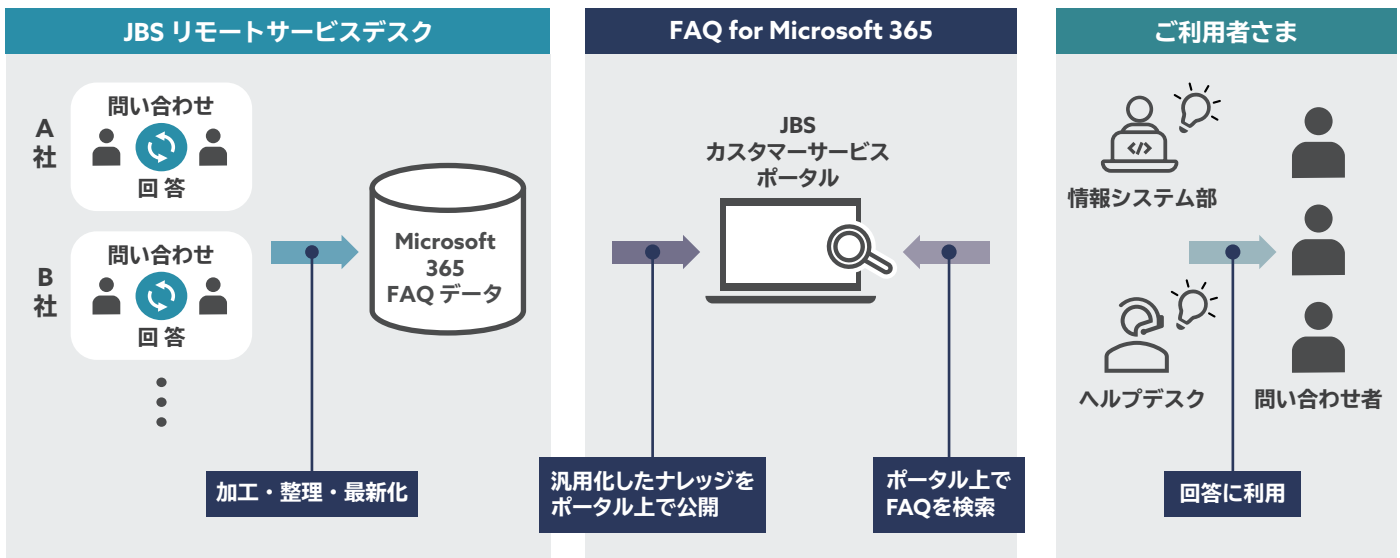 JBS リモートサービスデスク
A
社
問い合わせ
回 答
B
社
問い合わせ
回 答
Microsoft
365
FAQ データ
加工・整理・最新化
FAQ for Microsoft 365
JBS
カスタマーサービス
ポータル
汎用化したナレッジを
ポータル上で公開
ポータル上で
FAQを検索
ご利用者さま
</>
情報システム部
ヘルプデスク
問い合わせ者
回答に利用